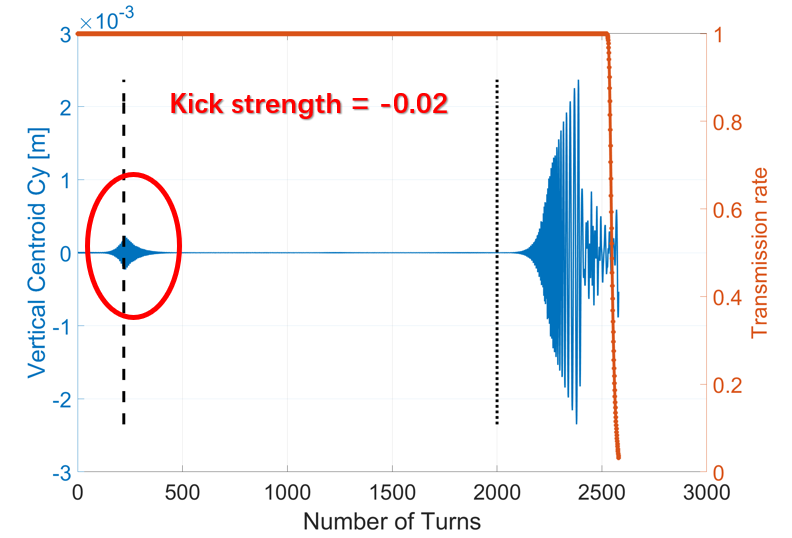 ×10⁻³
3
2
1
0
-1
-2
-3
Vertical Centroid Cy [m]
Kick strength = -0.02
1
0.8
0.6
0.4
0.2
0
Transmission rate
0 500 1000 1500 2000 2500 3000
Number of Turns